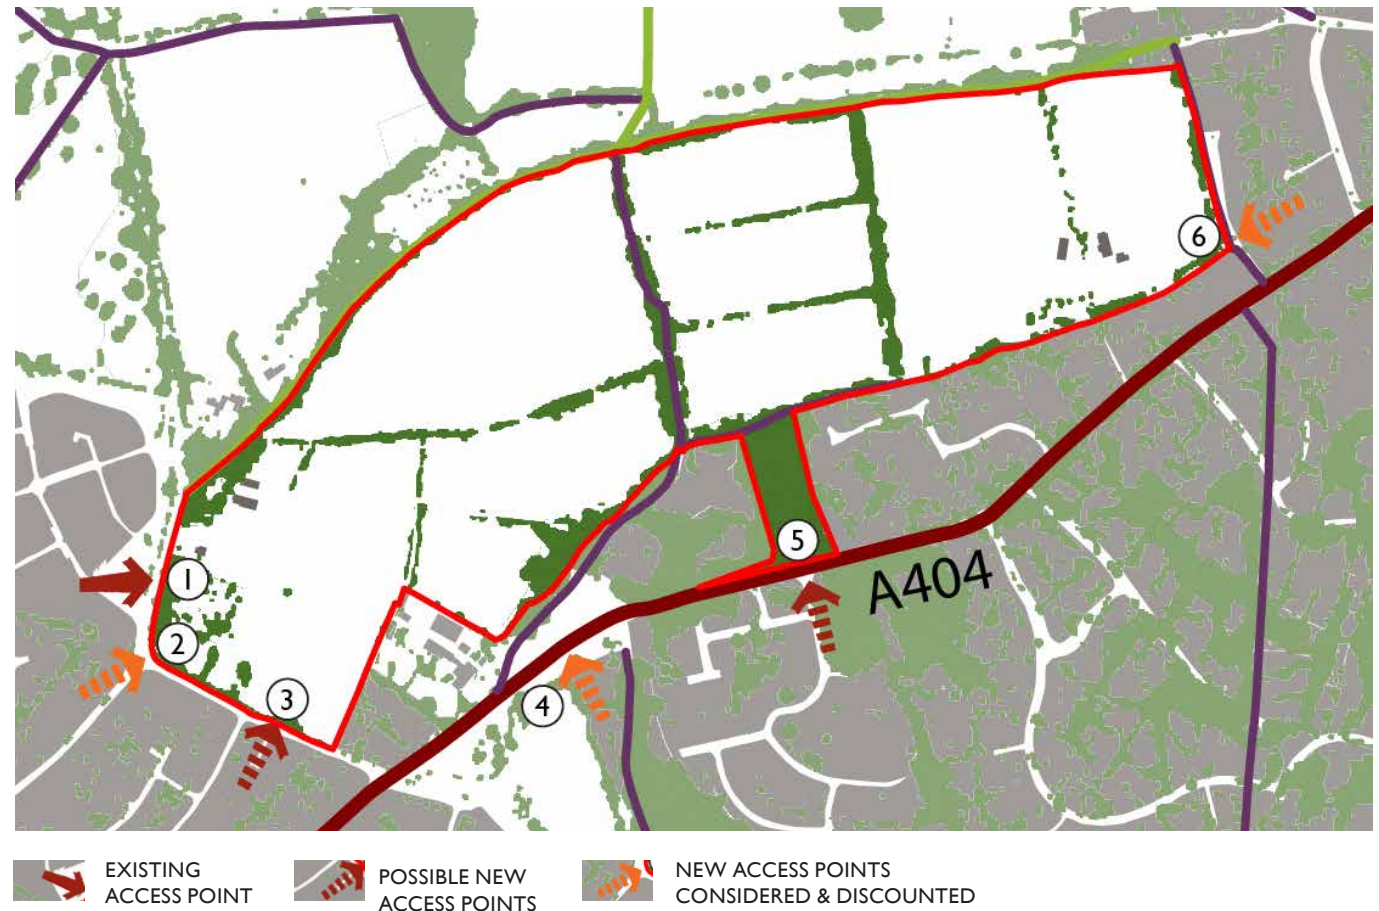 6
5
A404
1
2
3
4
EXISTING
ACCESS POINT
POSSIBLE NEW
ACCESS POINTS
NEW ACCESS POINTS
CONSIDERED & DISCOUNTED